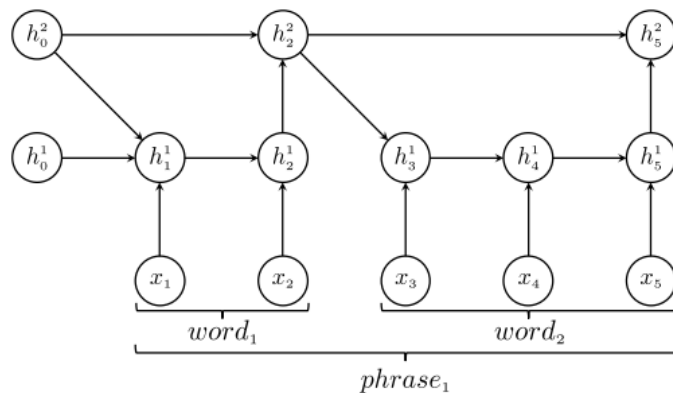 h_0^2 h_2^2 h_5^2
h_0^1 h_1^1 h_2^1 h_3^1 h_4^1 h_5^1
x_1 x_2 x_3 x_4 x_5
word_1 word_2
phrase_1